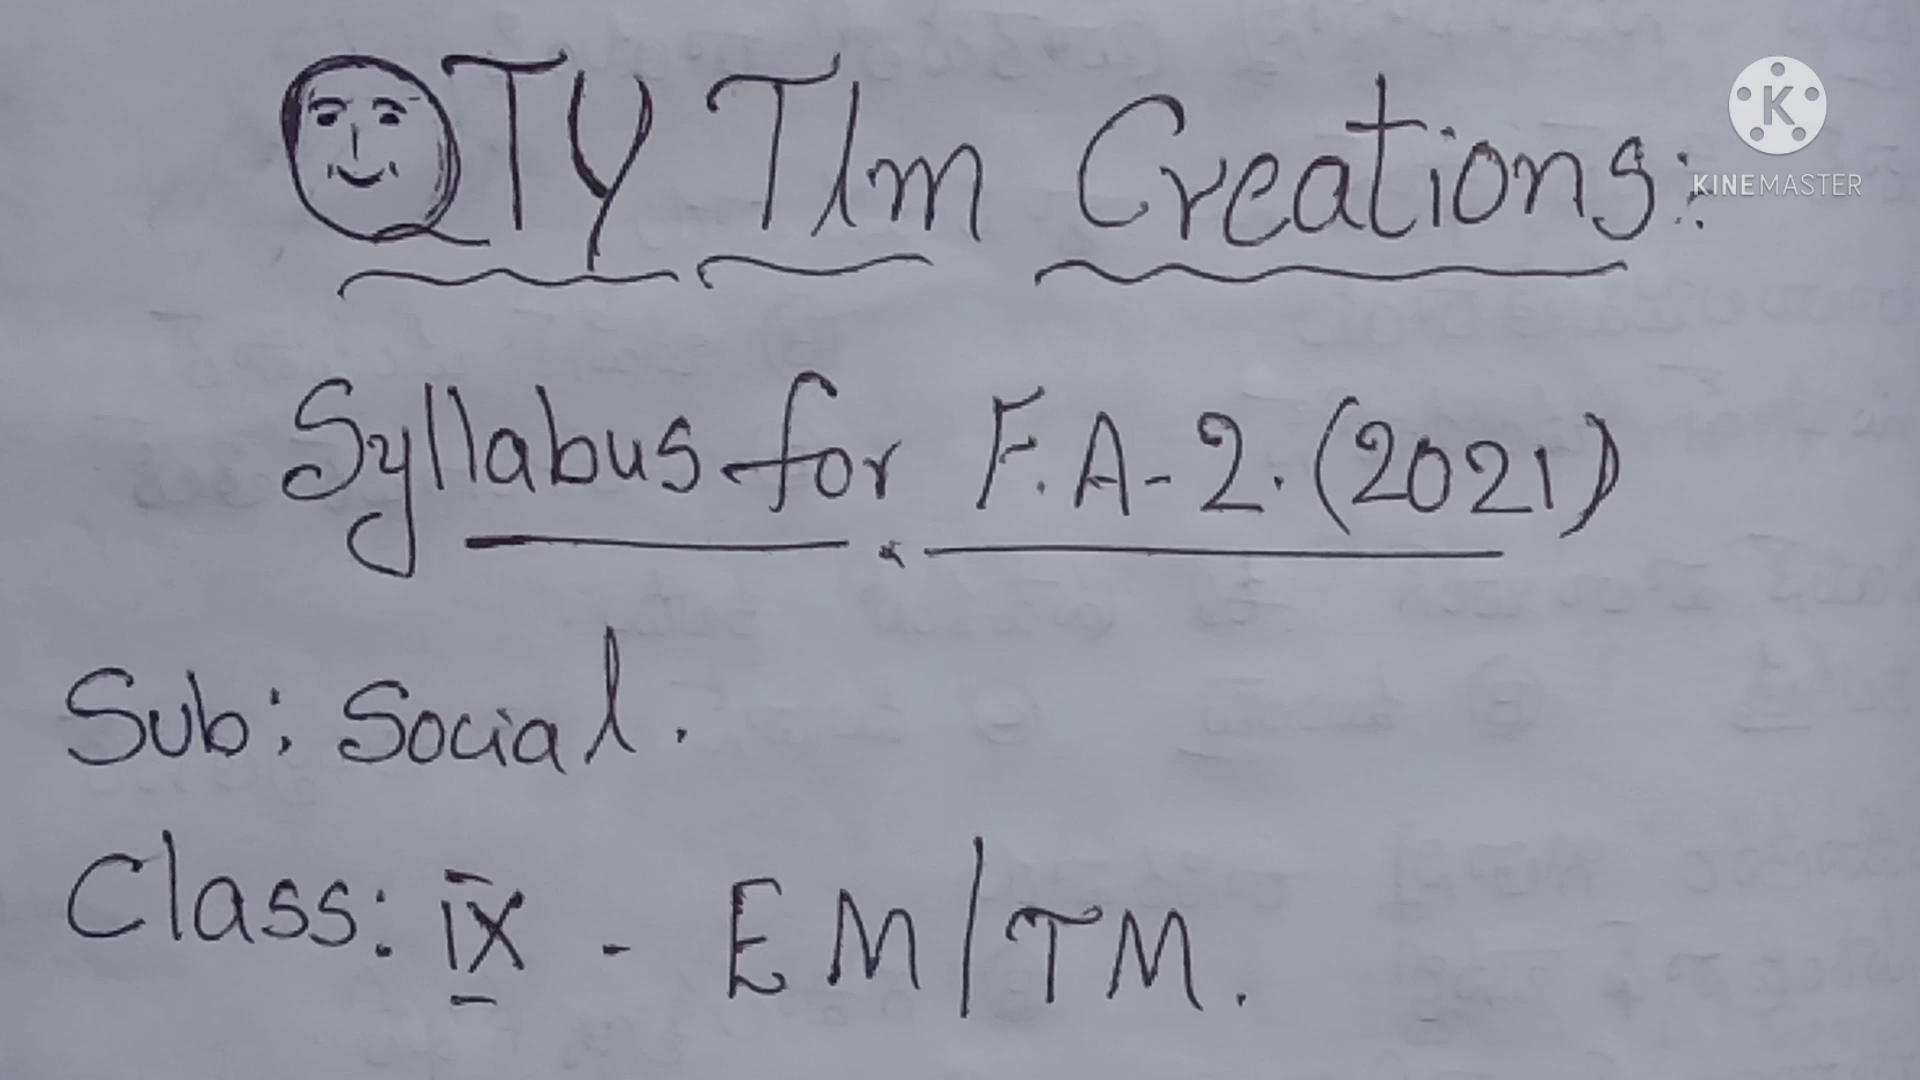 QTY Tlm Creations:
K
KINEMASTER
Syllabus for F.A-2.(2021)
Sub: Social.
Class: IX - EM/TM.